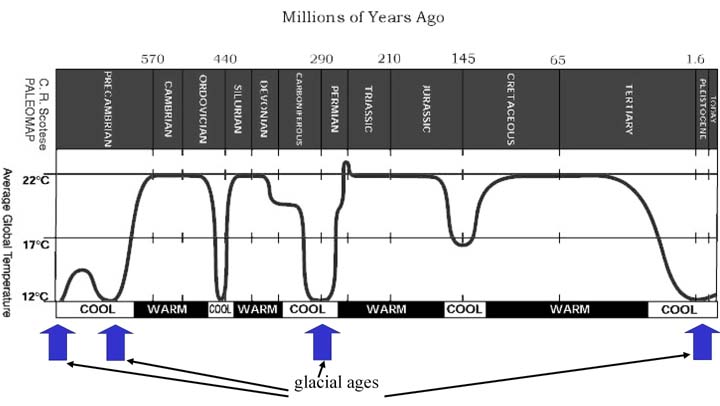 Millions of Years Ago
570 440 290 210 145 65 1.6
C. R. Scotese
PALEOMAP
PRECAMBRIAN
CAMBRIAN
ORDOVICIAN
SILURIAN
DEVONIAN
CARBONIFEROUS
PERMIAN
TRIASSIC
JURASSIC
CRETACEOUS
TERTIARY
PLEISTOCENE
TODAY
Average Global Temperature
22°C
17°C
12°C
COOL WARM COOL WARM COOL WARM COOL WARM COOL
glacial ages